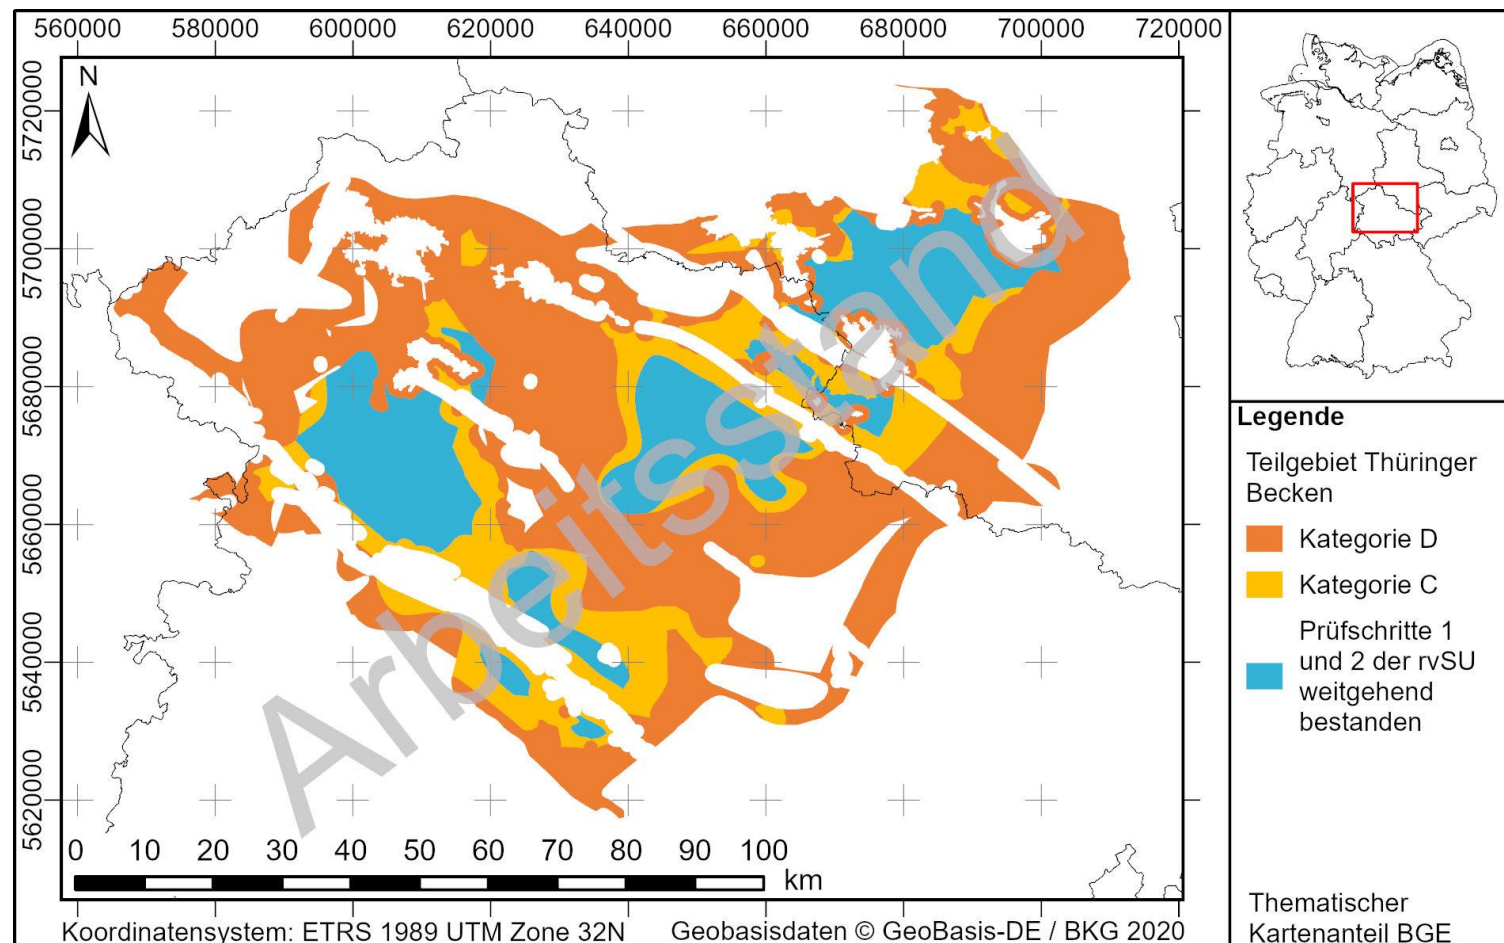 560000 580000 600000 620000 640000 660000 680000 700000 720000
5720000
5700000
5680000
5660000
5640000
5620000
N
Arbeitsstand
0 10 20 30 40 50 60 70 80 90 100
km
Koordinatensystem: ETRS 1989 UTM Zone 32N
Geobasisdaten © GeoBasis-DE / BKG 2020
Legende
Teilgebiet Thüringer
Becken
Kategorie D
Kategorie C
Prüfschritte 1
und 2 der rvSU
weitgehend
bestanden
Thematischer
Kartenanteil BGE